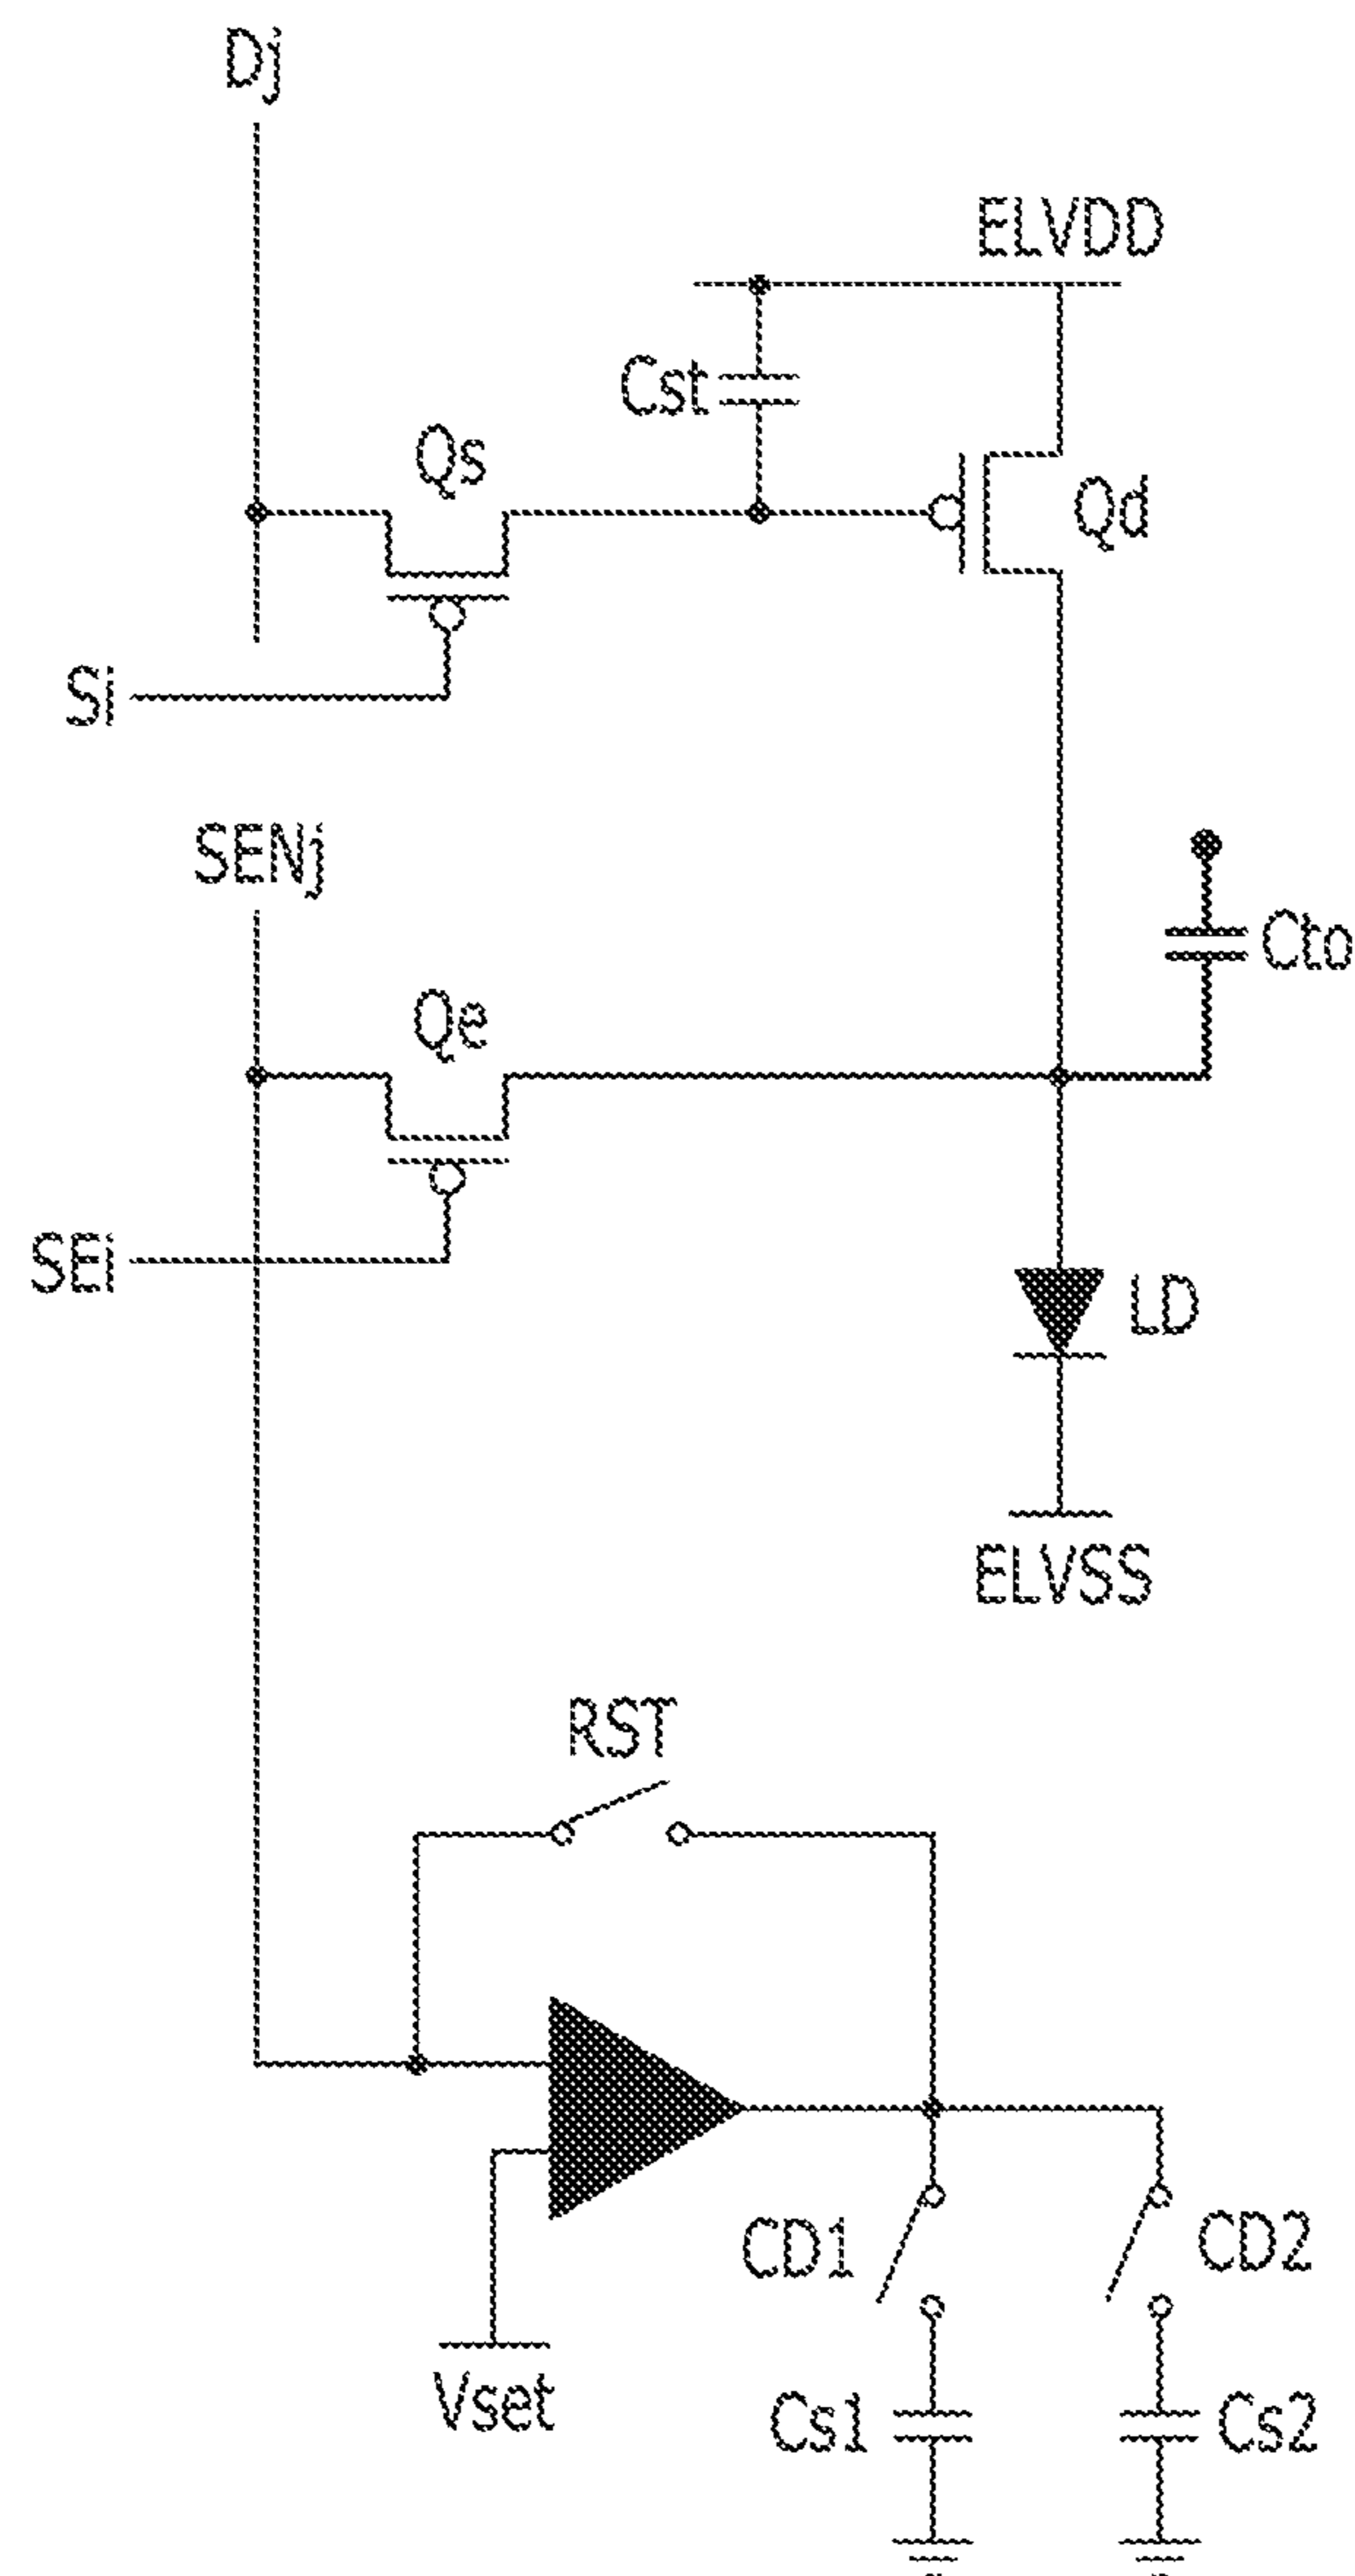 Dj
ELVDD
Cst
Qs
Qd
Si
SENj
Cto
Qe
SEi
LD
ELVSS
RST
CD1
CD2
Vset
Cs1
Cs2